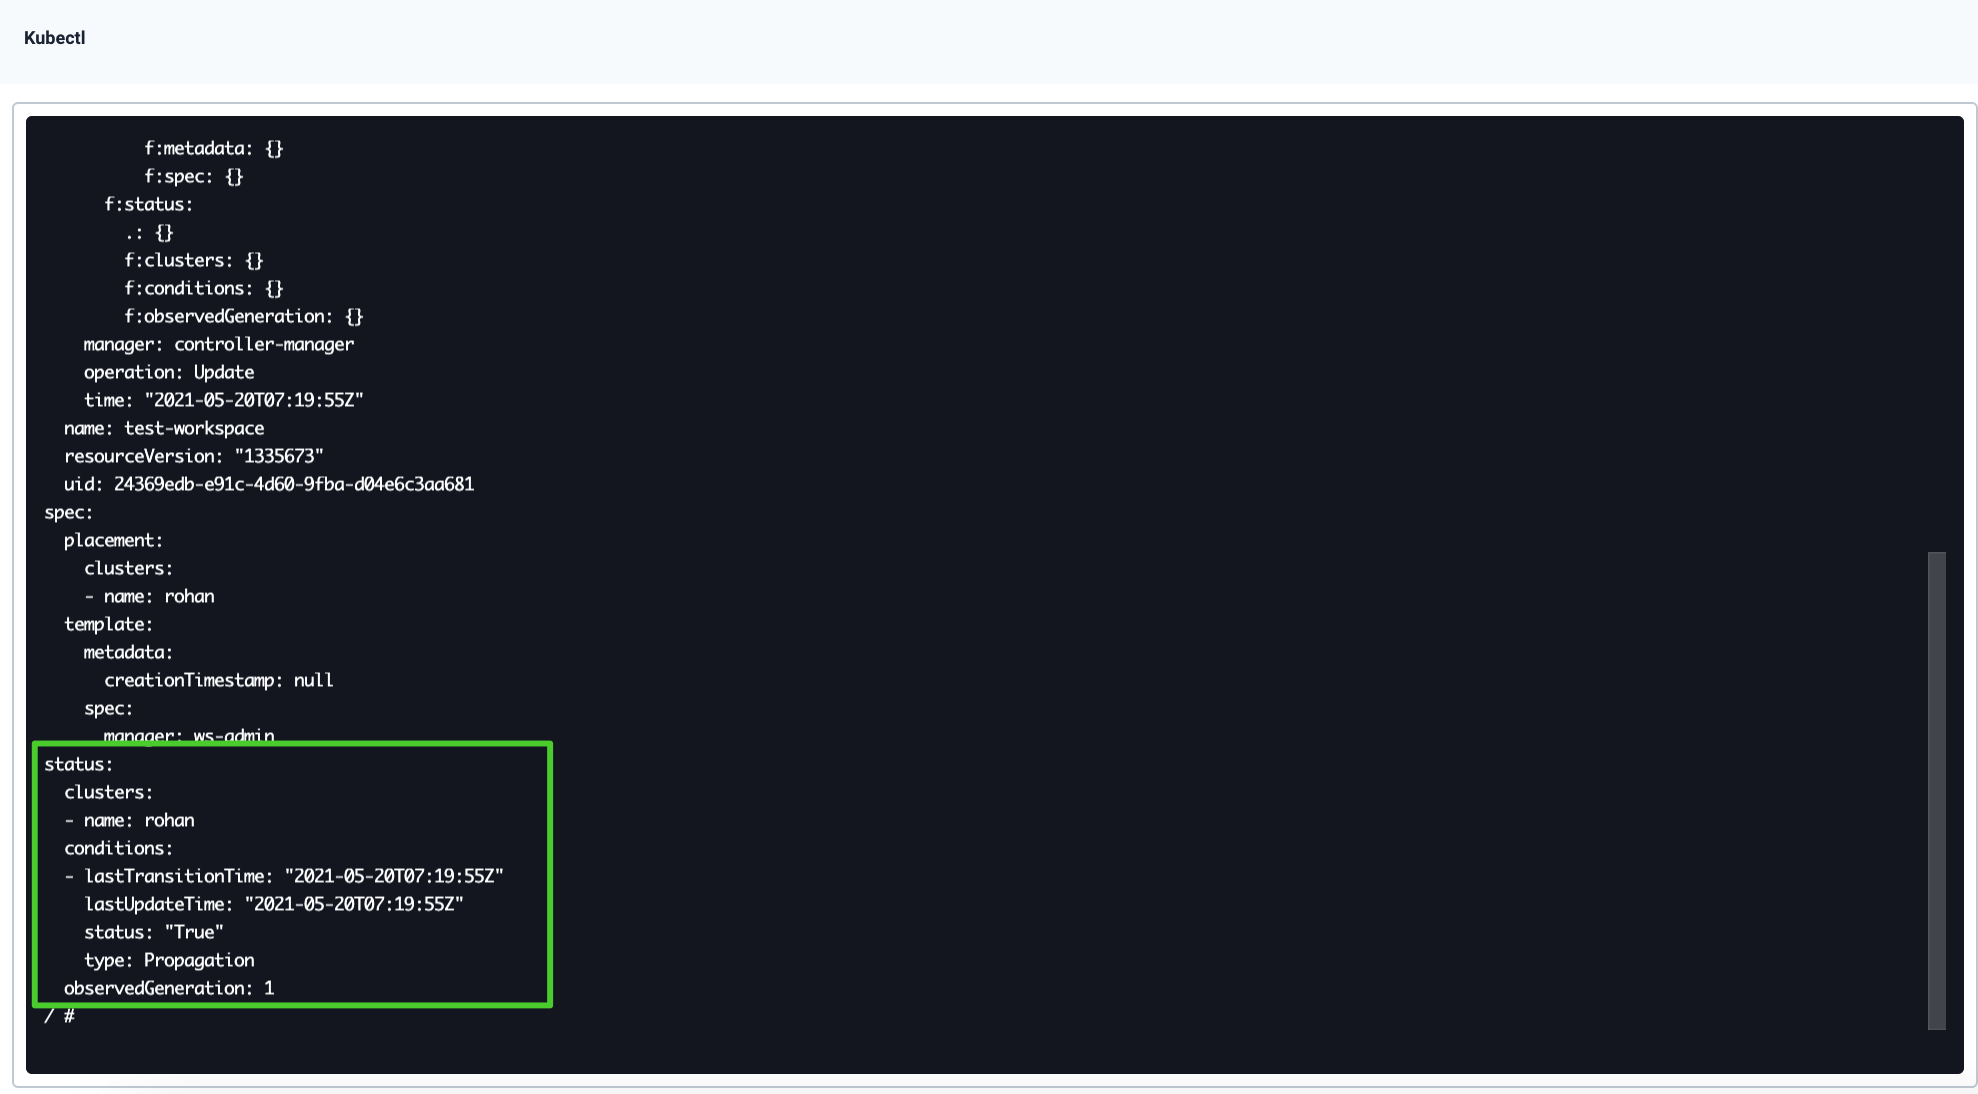 Kubectl
f:metadata: {}
f:spec: {}
f:status:
.: {}
f:clusters: {}
f:conditions: {}
f:observedGeneration: {}
manager: controller-manager
operation: Update
time: "2021-05-20T07:19:55Z"
name: test-workspace
resourceVersion: "1335673"
uid: 24369edb-e91c-4d60-9fba-d04e6c3aa681
spec:
placement:
clusters:
- name: rohan
template:
metadata:
creationTimestamp: null
spec:
manager: ws-admin
status:
clusters:
- name: rohan
conditions:
- lastTransitionTime: "2021-05-20T07:19:55Z"
lastUpdateTime: "2021-05-20T07:19:55Z"
status: "True"
type: Propagation
observedGeneration: 1
/ #